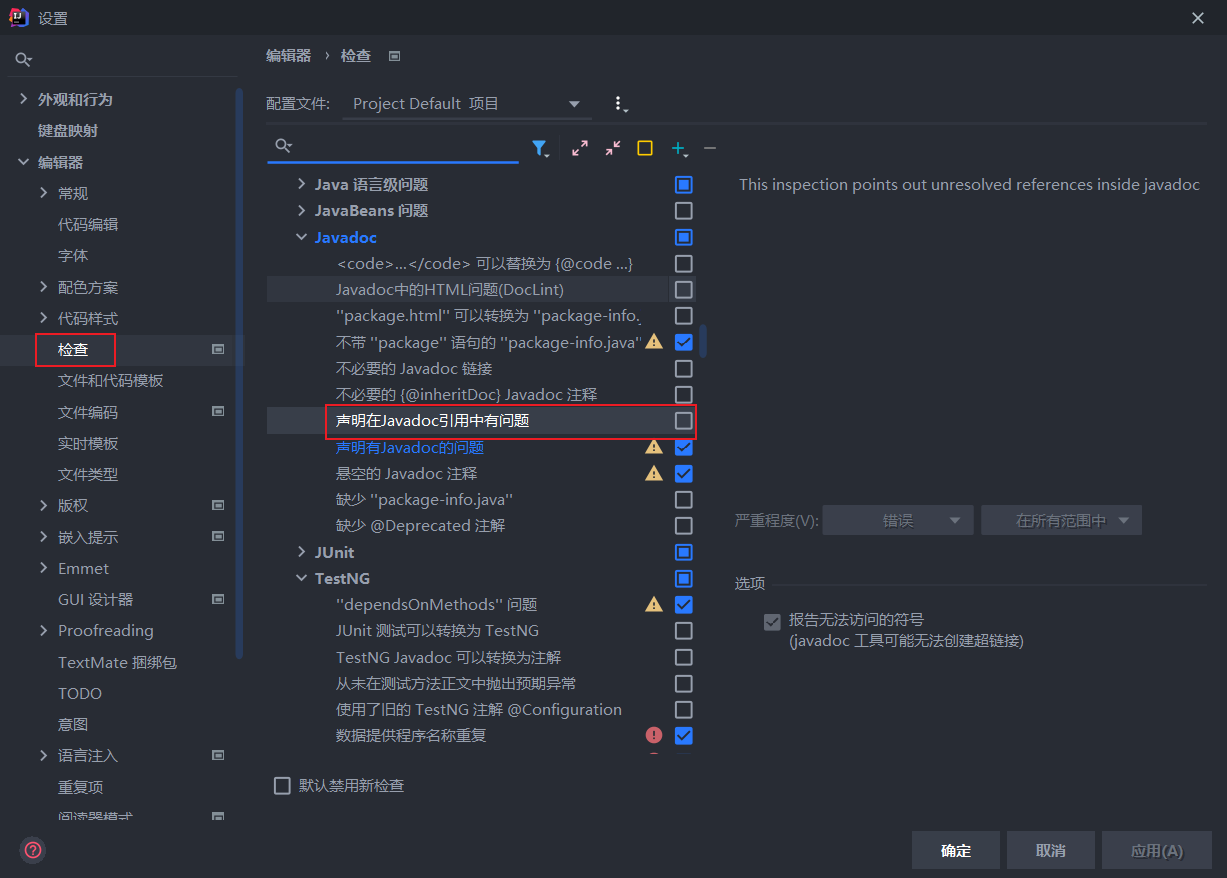 设置
编辑器 › 检查
外观和行为
键盘映射
编辑器
常规
代码编辑
字体
配色方案
代码样式
检查
文件和代码模板
文件编码
实时模板
文件类型
版权
嵌入提示
Emmet
GUI 设计器
Proofreading
TextMate 捆绑包
TODO
意图
语言注入
重复项
阅读器模式
配置文件: Project Default 项目
Java 语言级问题
JavaBeans 问题
Javadoc
<code>...</code> 可以替换为 {@code ...}
Javadoc中的HTML问题(DocLint)
''package.html'' 可以转换为 ''package-info.
不带 ''package'' 语句的 ''package-info.java''
不必要的 Javadoc 链接
不必要的 {@inheritDoc} Javadoc 注释
声明在Javadoc引用中有问题
声明有Javadoc的问题
悬空的 Javadoc 注释
缺少 ''package-info.java''
缺少 @Deprecated 注解
JUnit
TestNG
''dependsOnMethods'' 问题
JUnit 测试可以转换为 TestNG
TestNG Javadoc 可以转换为注解
从未在测试方法正文中抛出预期异常
使用了旧的 TestNG 注解 @Configuration
数据提供程序名称重复
默认禁用新检查
This inspection points out unresolved references inside javadoc
严重程度(V): 错误 在所有范围中
选项
报告无法访问的符号
(javadoc 工具可能无法创建超链接)
确定 取消 应用(A)